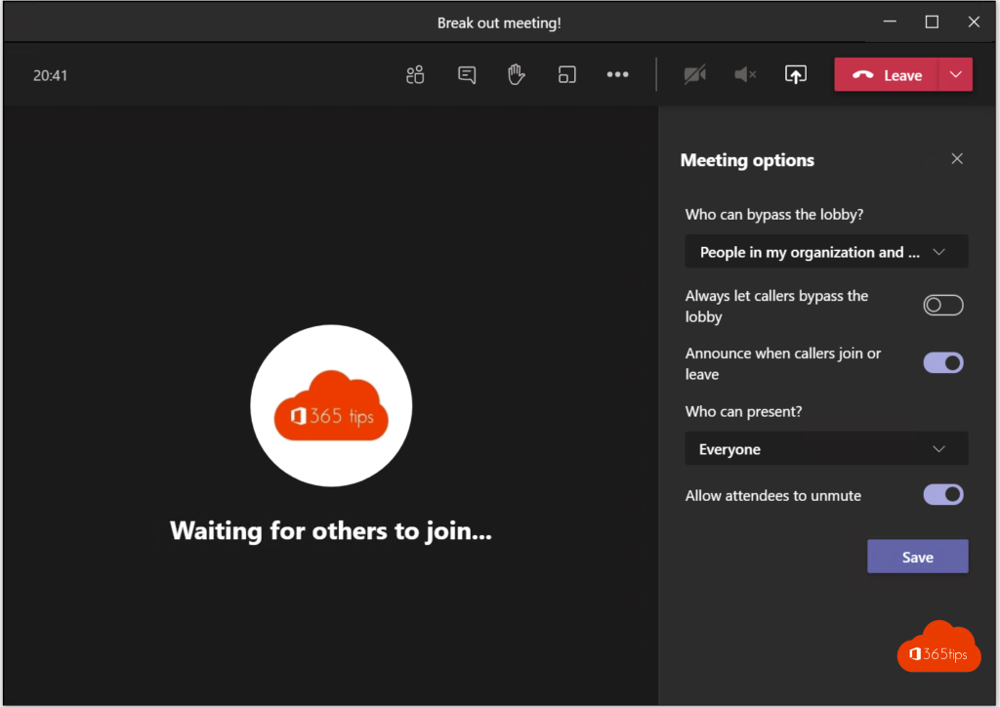 Break out meeting!
20:41
Leave
Meeting options
Who can bypass the lobby?
People in my organization and ...
Always let callers bypass the
lobby
Announce when callers join or
leave
Who can present?
Everyone
Allow attendees to unmute
Save
365 tips
Waiting for others to join...
365tips